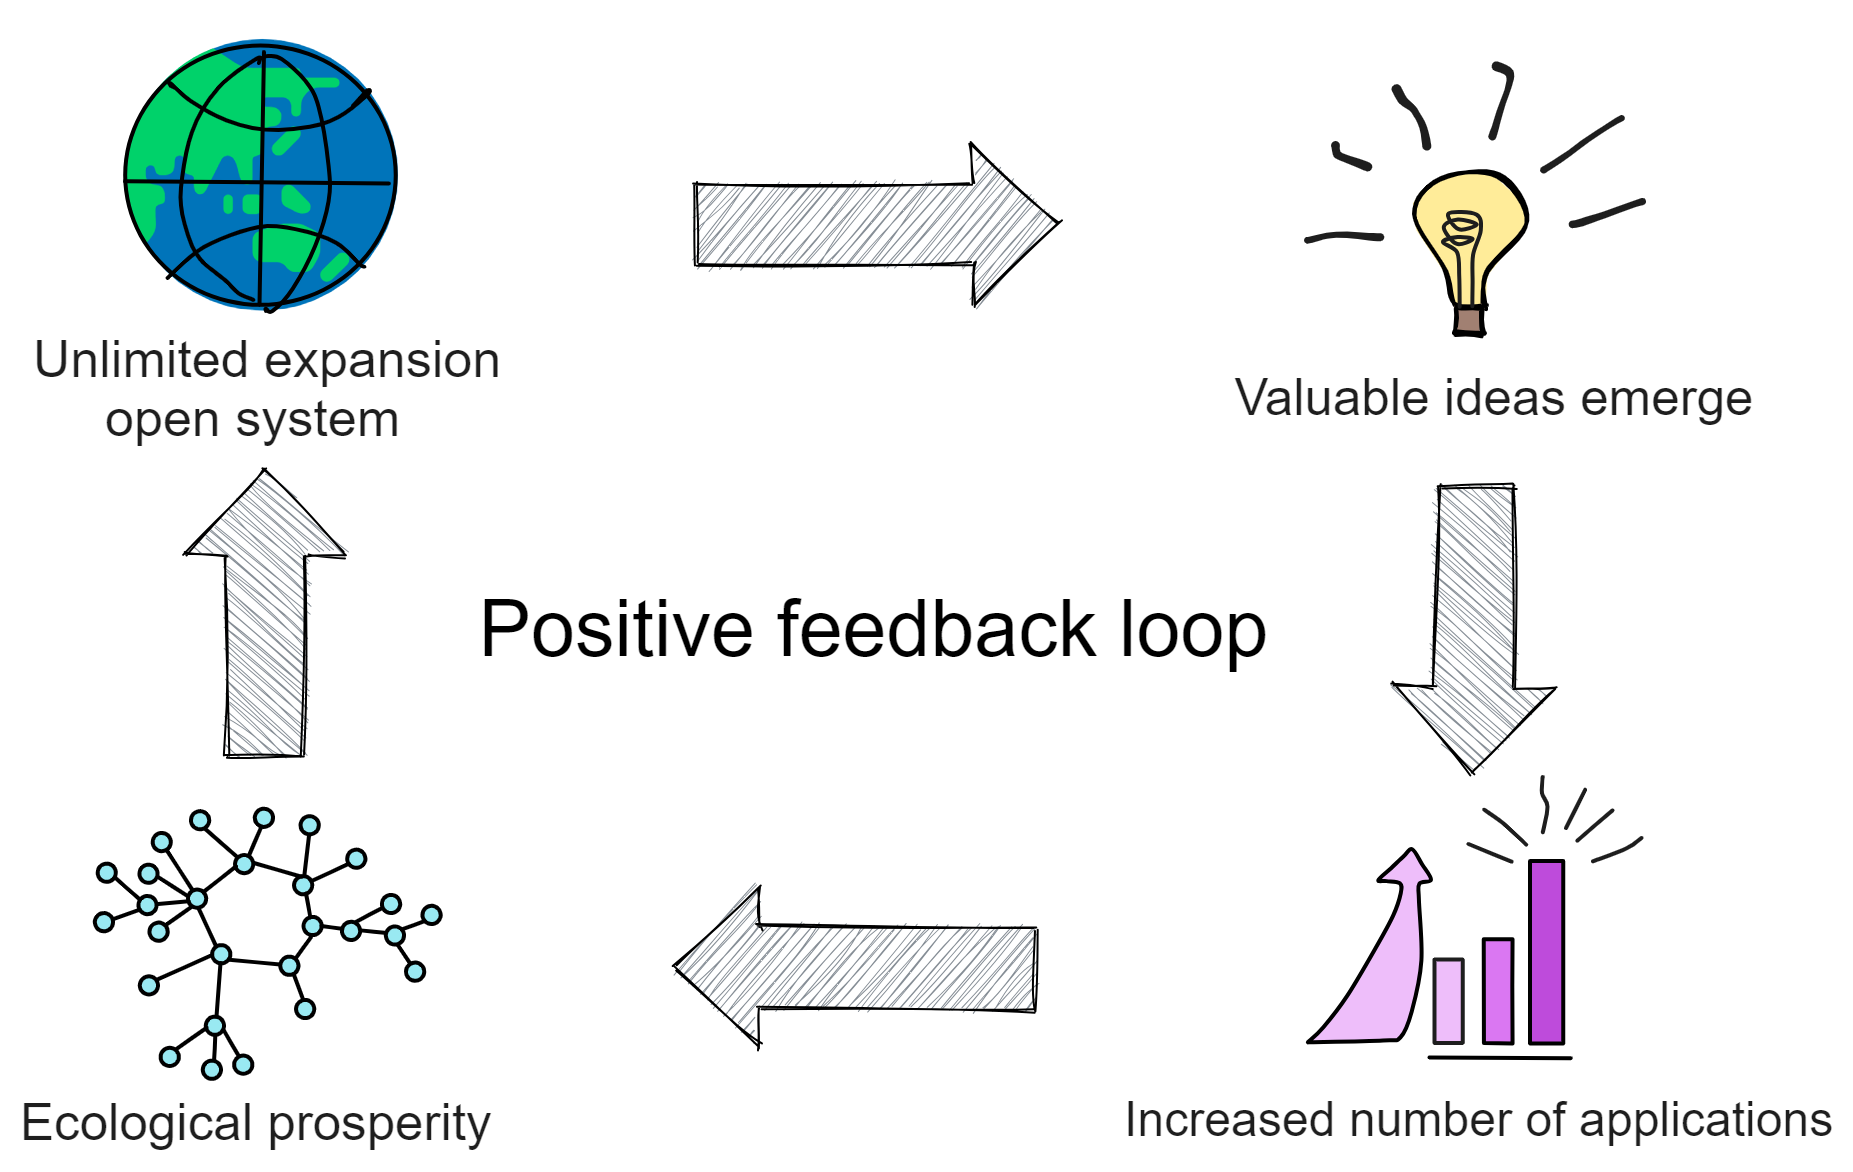 Unlimited expansion
open system
Valuable ideas emerge
Positive feedback loop
Ecological prosperity
Increased number of applications